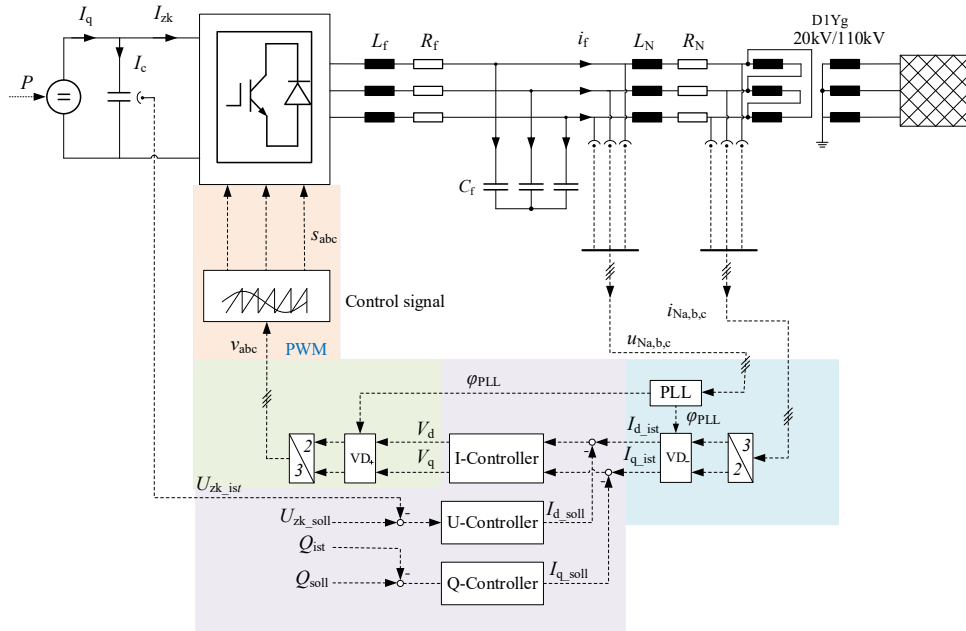 D1Yg
20kV/110kV
I_q
I_zk
I_c
P
L_f
R_f
i_f
L_N
R_N
C_f
s_abc
Control signal
i_Na,b,c
u_Na,b,c
v_abc
PWM
φ_PLL
PLL
φ_PLL
V_d
V_q
I_d_ist
I_q_ist
2
3
VD+
I-Controller
VD-
3
2
U_zk_ist
U_zk_soll
-
-
-
U-Controller
I_d_soll
Q_ist
Q_soll
-
Q-Controller
I_q_soll